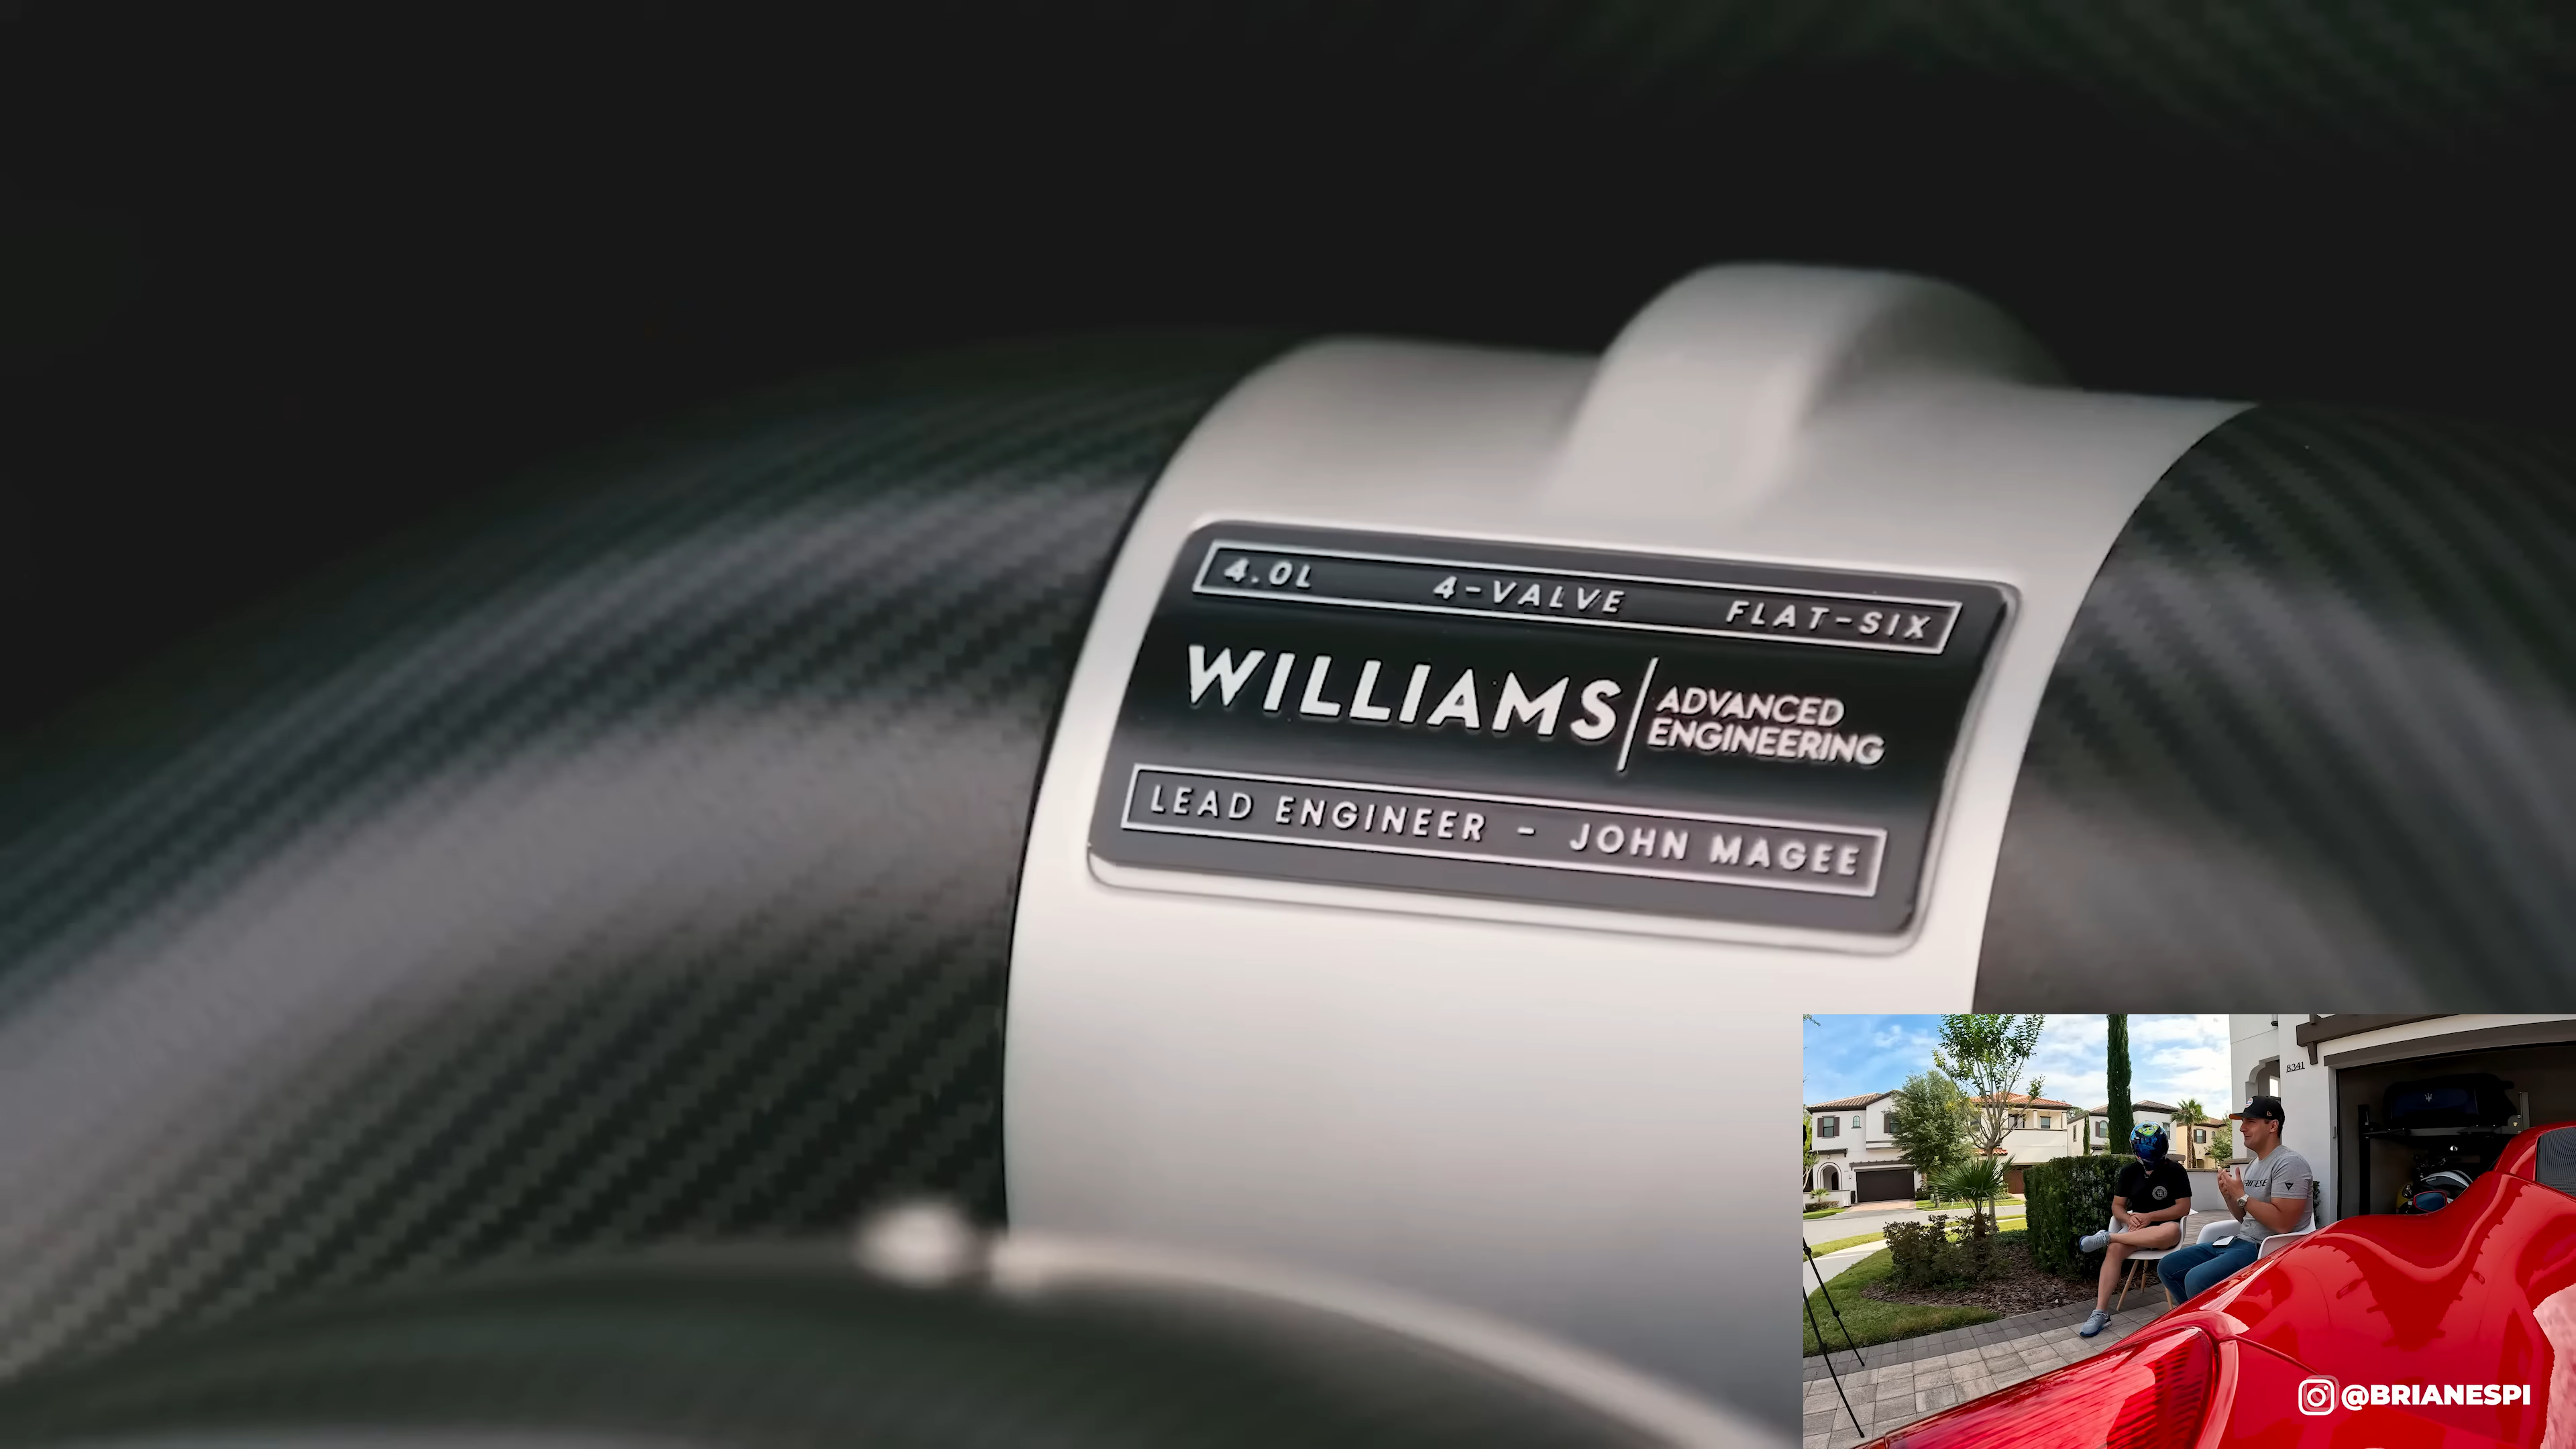 4.0L 4-VALVE FLAT-SIX
WILLIAMS
ADVANCED
ENGINEERING
LEAD ENGINEER - JOHN MAGEE
8341
@BRIANESPI